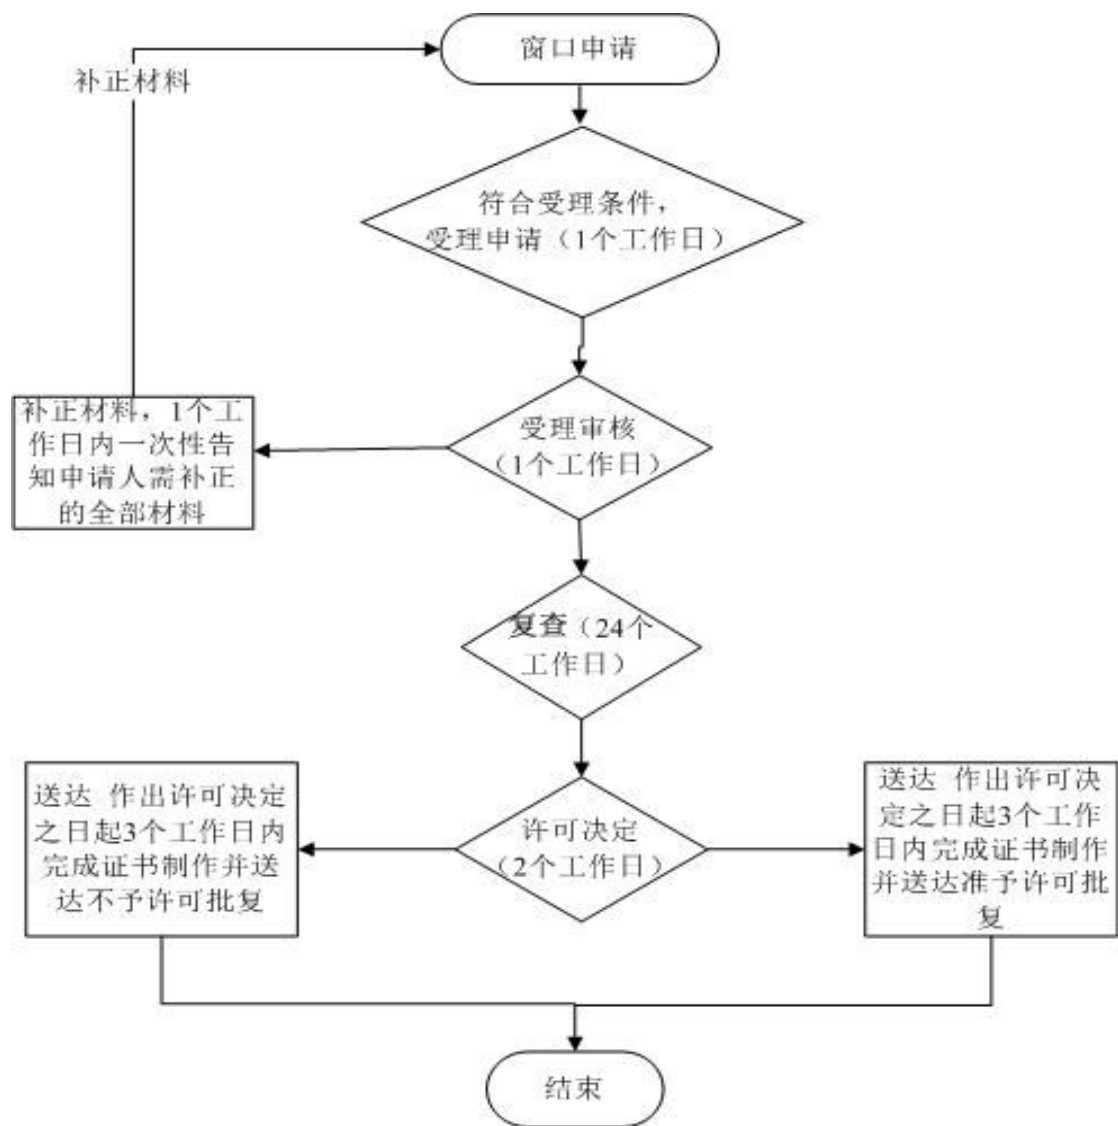 窗口申请
补正材料
符合受理条件，
受理申请（1个工作日）
补正材料，1个工
作日内一次性告
知申请人需补正
的全部材料
受理审核
（1个工作日）
复查（24个
工作日）
送达 作出许可决定
之日起3个工作日内
完成证书制作并送
达不予许可批复
许可决定
（2个工作日）
送达 作出许可决
定之日起3个工作
日内完成证书制作
并送达准予许可批
复
结束